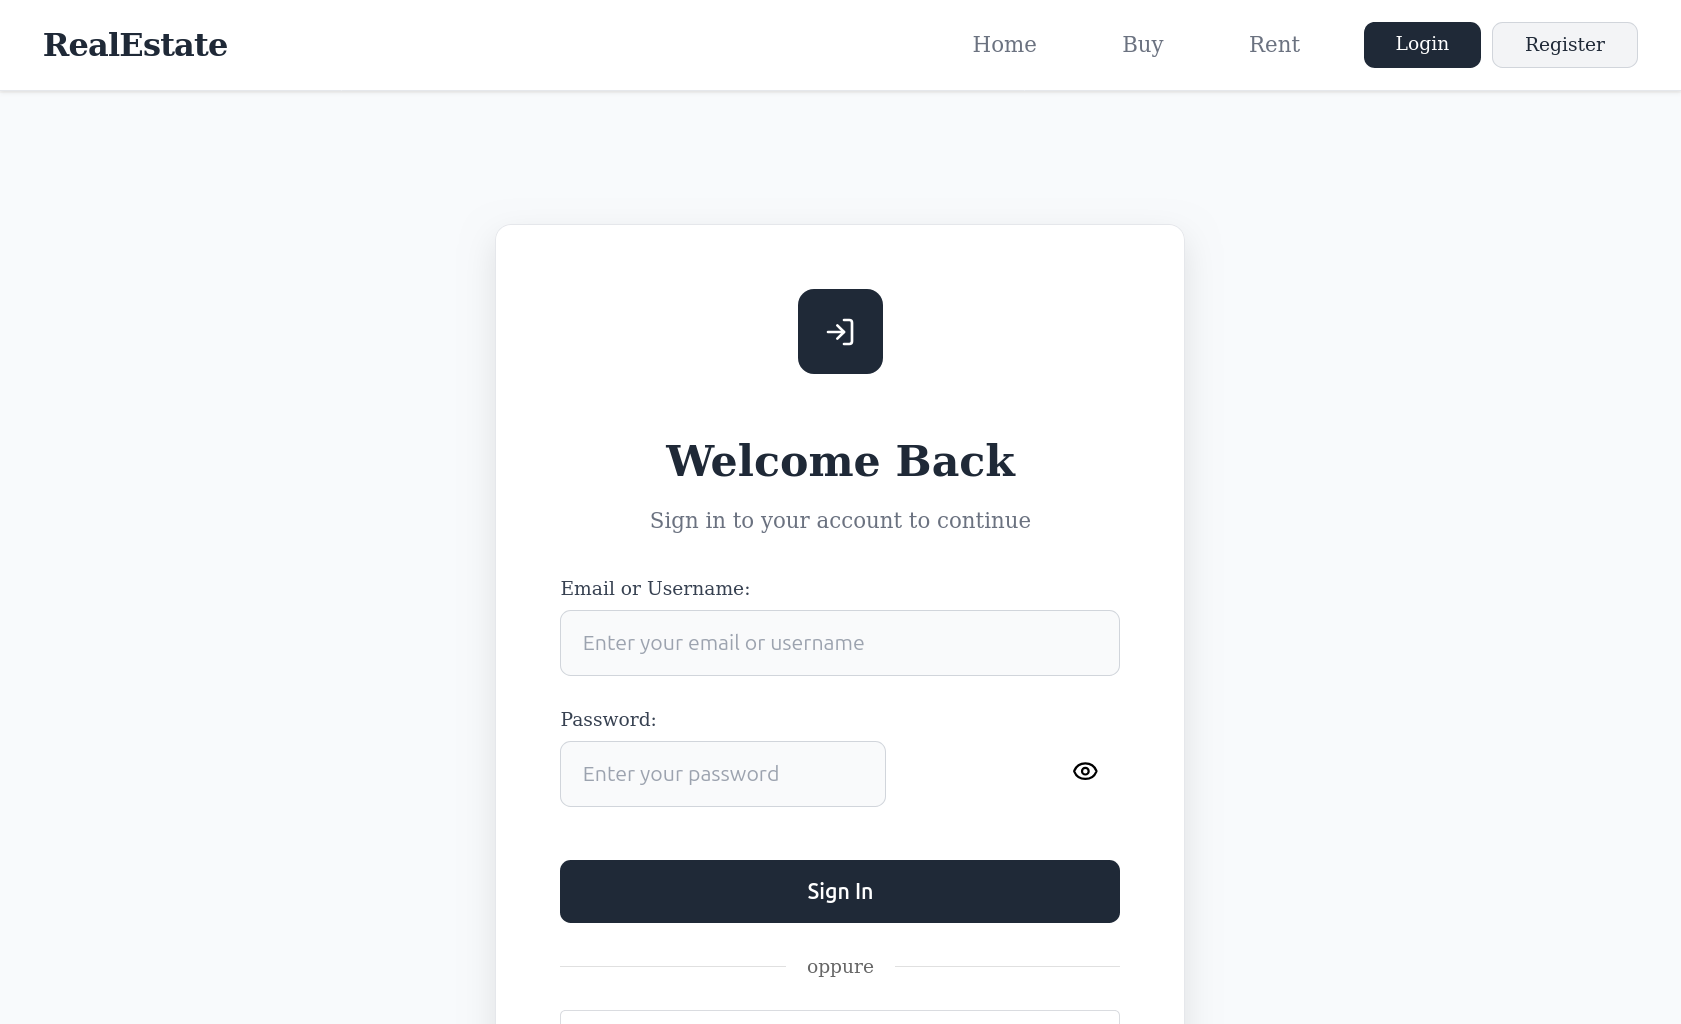 RealEstate
Home
Buy
Rent
Login
Register
Welcome Back
Sign in to your account to continue
Email or Username:
Enter your email or username
Password:
Enter your password
Sign In
oppure